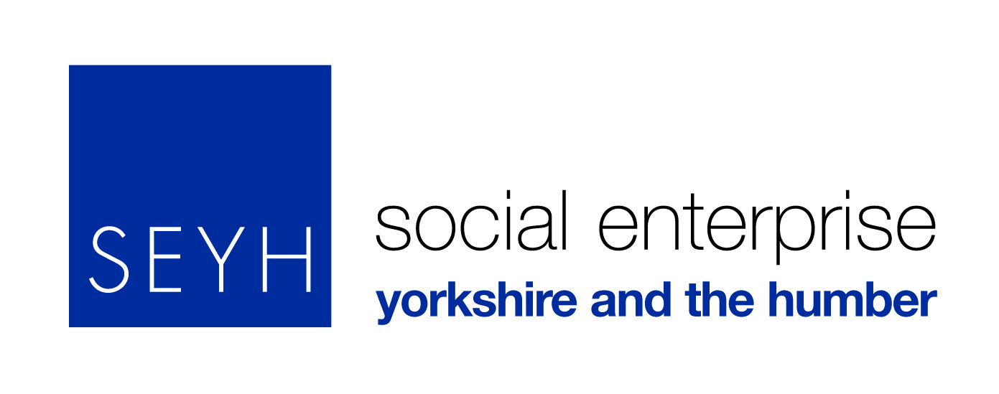 SEYH
social enterprise
yorkshire and the humber